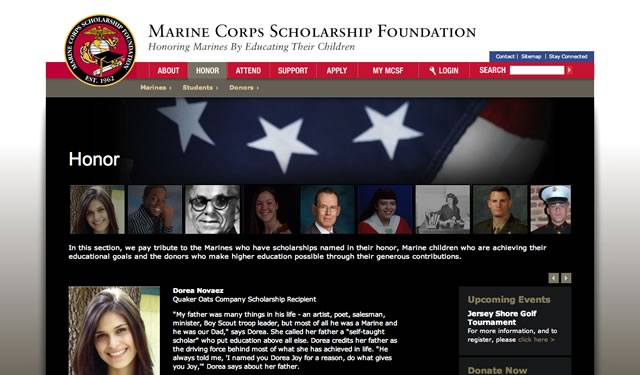 MARINE CORPS SCHOLARSHIP FOUNDATION
EST. 1962
Marine Corps Scholarship Foundation
Honoring Marines By Educating Their Children
Contact | Sitemap | Stay Connected
ABOUT HONOR ATTEND SUPPORT APPLY MY MCSF LOGIN SEARCH
Marines › Students › Donors ›
Honor
In this section, we pay tribute to the Marines who have scholarships named in their honor, Marine children who are achieving their
educational goals and the donors who make higher education possible through their generous contributions.
Dorea Novaez
Quaker Oats Company Scholarship Recipient
"My father was many things in his life - an artist, poet, salesman,
minister, Boy Scout troop leader, but most of all he was a Marine and
he was our Dad," says Dorea. She called her father a "self-taught
scholar" who put education above all else. Dorea credits her father as
the driving force behind most of what she has achieved in life. "He
always told me, 'I named you Dorea Joy for a reason, do what gives
you Joy,'" Dorea says about her father.
Upcoming Events
Jersey Shore Golf
Tournament
For more information, and to
register, please click here >
Donate Now